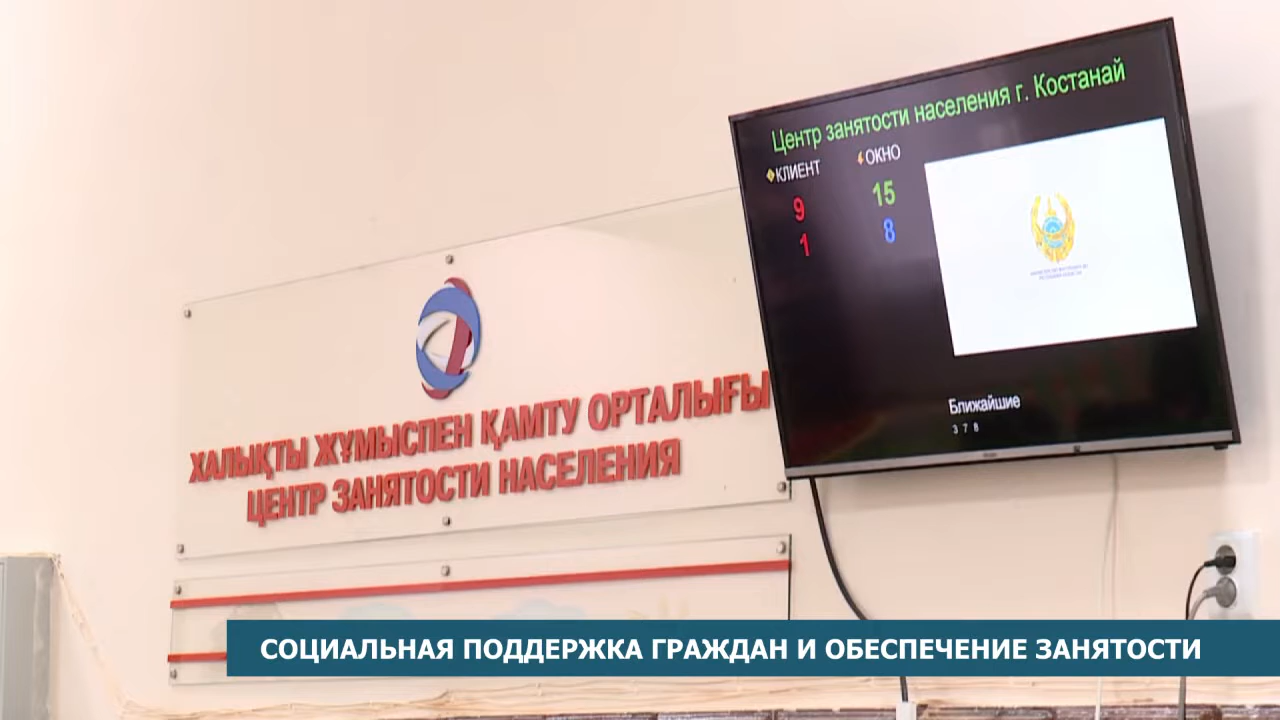 Центр занятости населения г. Костанай
КЛИЕНТ ОКНО
9 15
1 8
Ближайшие
3 7 8
ХАЛЫҚТЫ ЖҰМЫСПЕН ҚАМТУ ОРТАЛЫҒЫ
ЦЕНТР ЗАНЯТОСТИ НАСЕЛЕНИЯ
СОЦИАЛЬНАЯ ПОДДЕРЖКА ГРАЖДАН И ОБЕСПЕЧЕНИЕ ЗАНЯТОСТИ